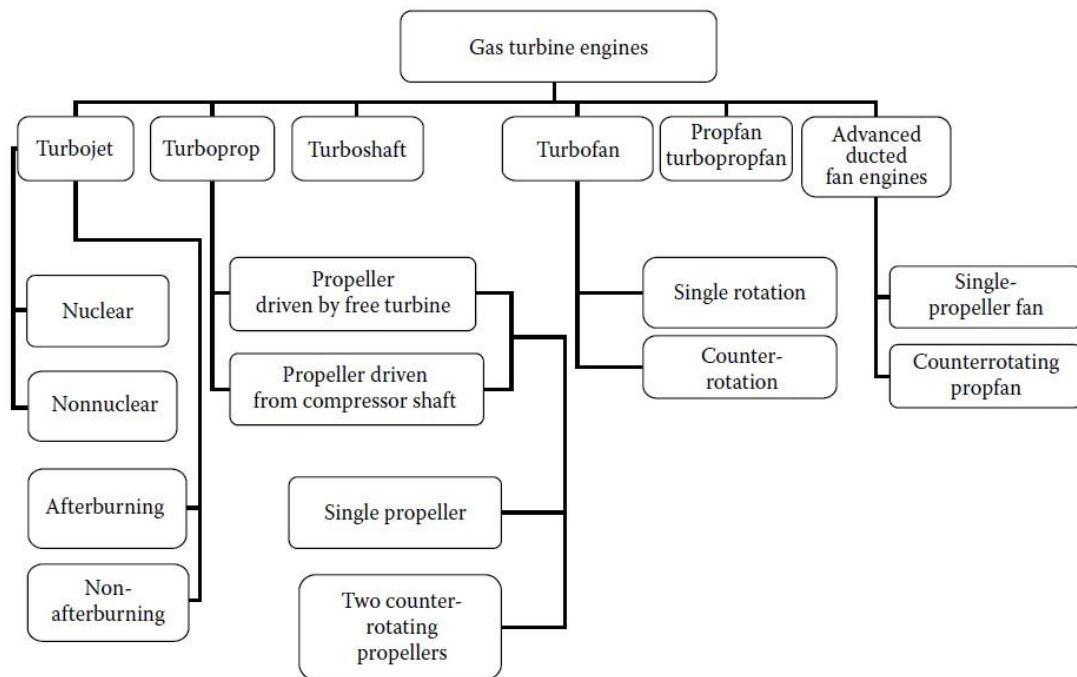 Gas turbine engines
Turbojet
Turboprop
Turboshaft
Turbofan
Propfan
turbopropfan
Advanced
ducted
fan engines
Nuclear
Nonnuclear
Afterburning
Non-
afterburning
Propeller
driven by free turbine
Propeller driven
from compressor shaft
Single propeller
Two counter-
rotating
propellers
Single rotation
Counter-
rotation
Single-
propeller fan
Counterrotating
propfan